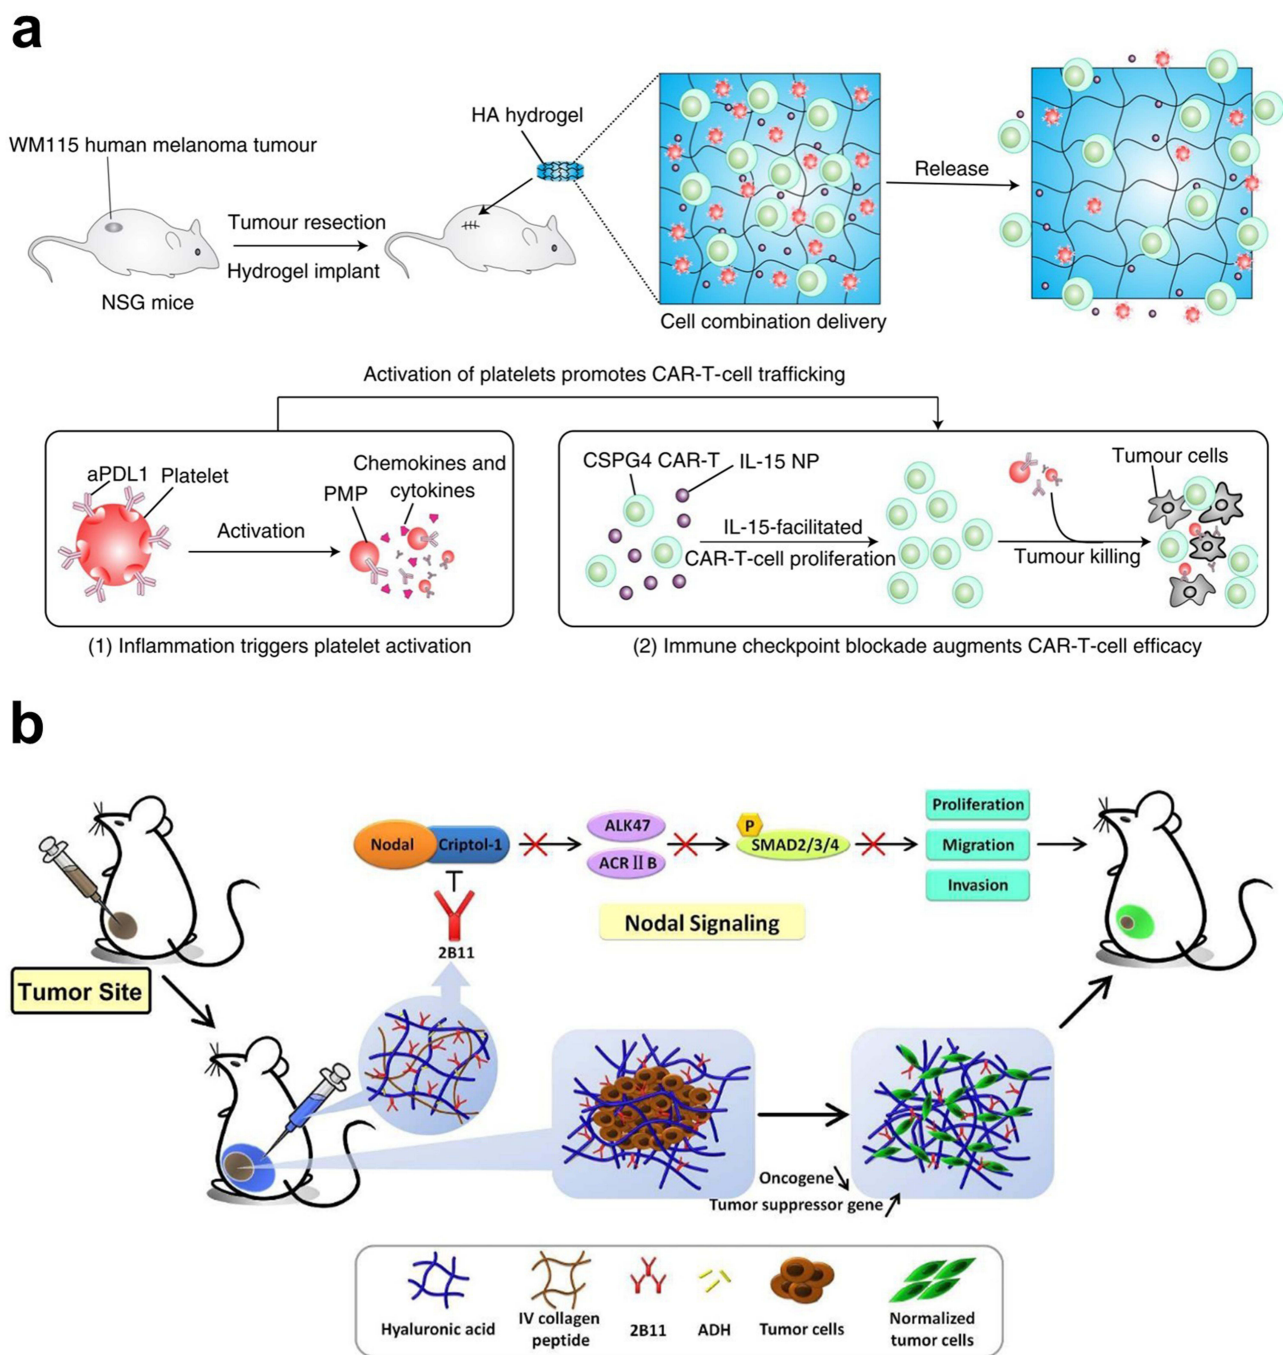 a
WM115 human melanoma tumour
HA hydrogel
Tumour resection
Hydrogel implant
NSG mice
Release
Cell combination delivery
Activation of platelets promotes CAR-T-cell trafficking
aPDL1
Platelet
Activation
PMP
Chemokines and
cytokines
(1) Inflammation triggers platelet activation
CSPG4 CAR-T
IL-15 NP
IL-15-facilitated
CAR-T-cell proliferation
Tumour killing
Tumour cells
(2) Immune checkpoint blockade augments CAR-T-cell efficacy
b
Nodal
Criptol-1
ALK47
ACR II B
P
SMAD2/3/4
Proliferation
Migration
Invasion
2B11
Nodal Signaling
Tumor Site
Oncogene
Tumor suppressor gene
Hyaluronic acid
IV collagen
peptide
2B11
ADH
Tumor cells
Normalized
tumor cells